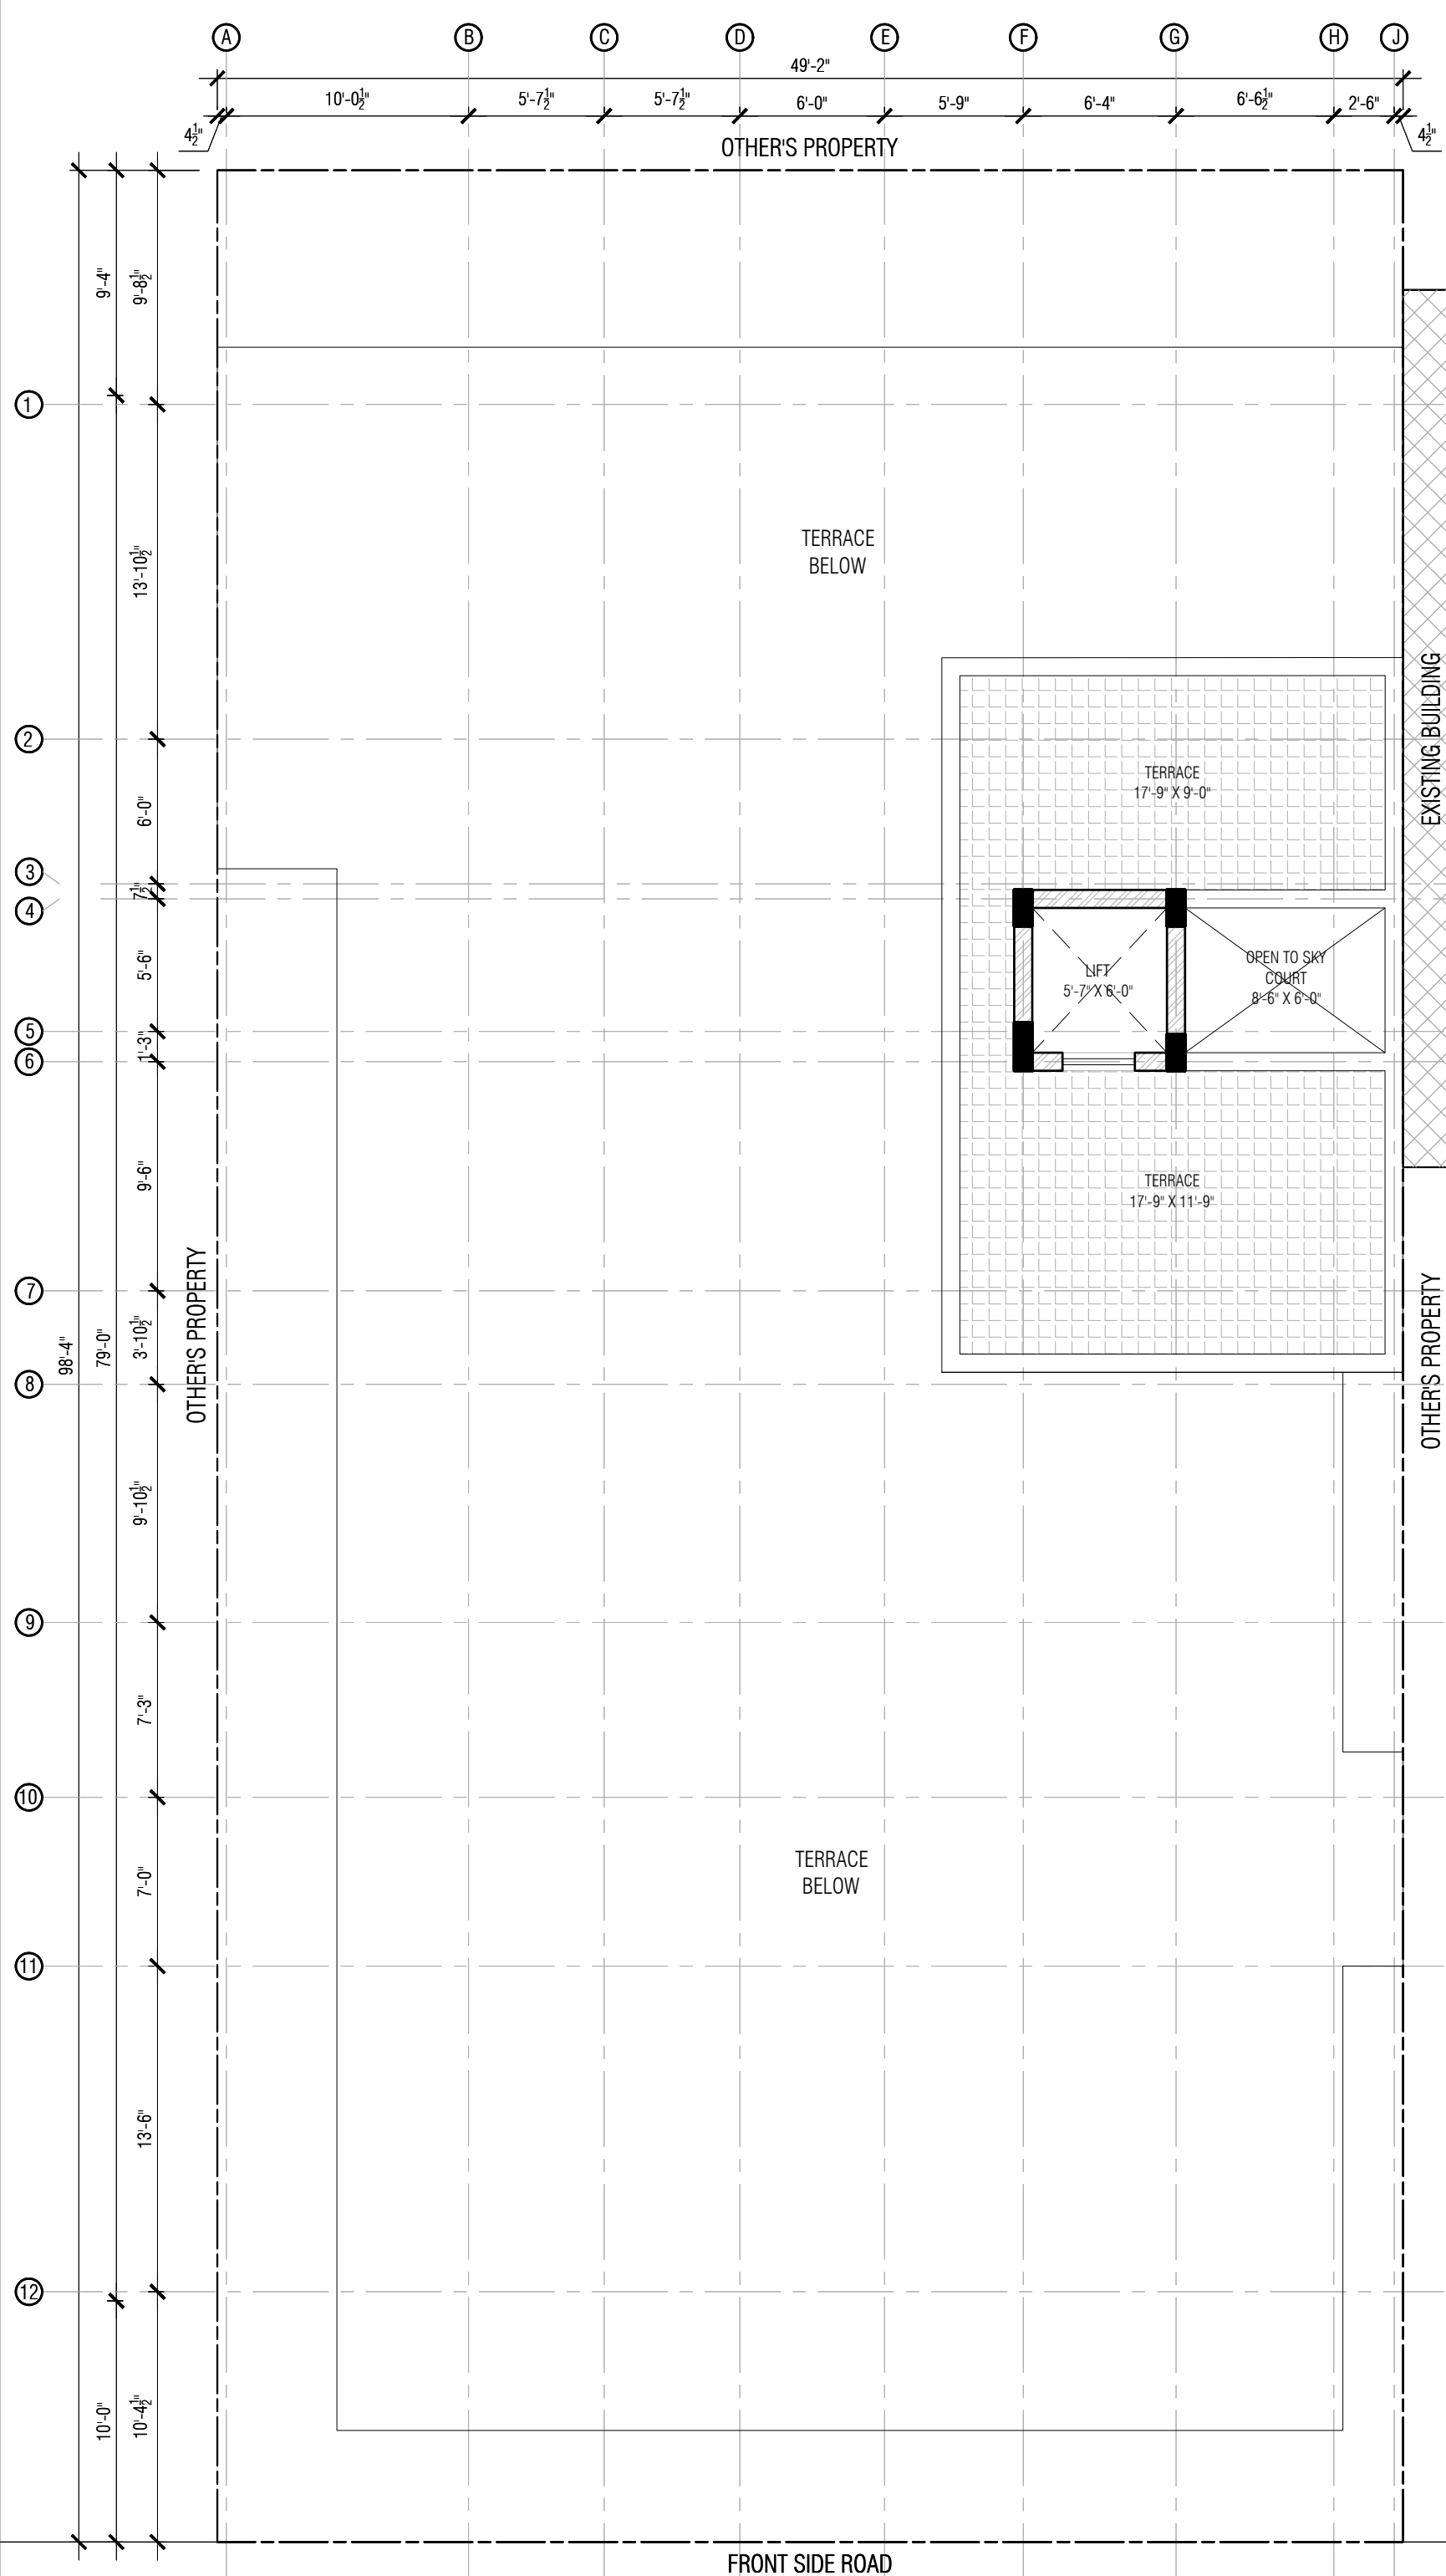 A B C D E F G H J
49'-2"
10'-0½" 5'-7½" 5'-7½" 6'-0" 5'-9" 6'-4" 6'-6½" 2'-6"
4½" 4½"
OTHER'S PROPERTY
9'-4" 9'-8½"
1
13'-10½"
TERRACE
BELOW
EXISTING BUILDING
2
TERRACE
17'-9" X 9'-0"
6'-0"
3
7½"
4
5'-6"
LIFT
5'-7" X 6'-0"
OPEN TO SKY
COURT
8'-6" X 6'-0"
5
1'-3"
6
9'-6"
TERRACE
17'-9" X 11'-9"
7
OTHER'S PROPERTY
98'-4" 79'-0" 3'-10½"
OTHER'S PROPERTY
8
9'-10½"
9
7'-3"
10
TERRACE
BELOW
7'-0"
11
13'-6"
12
10'-0" 10'-4½"
FRONT SIDE ROAD